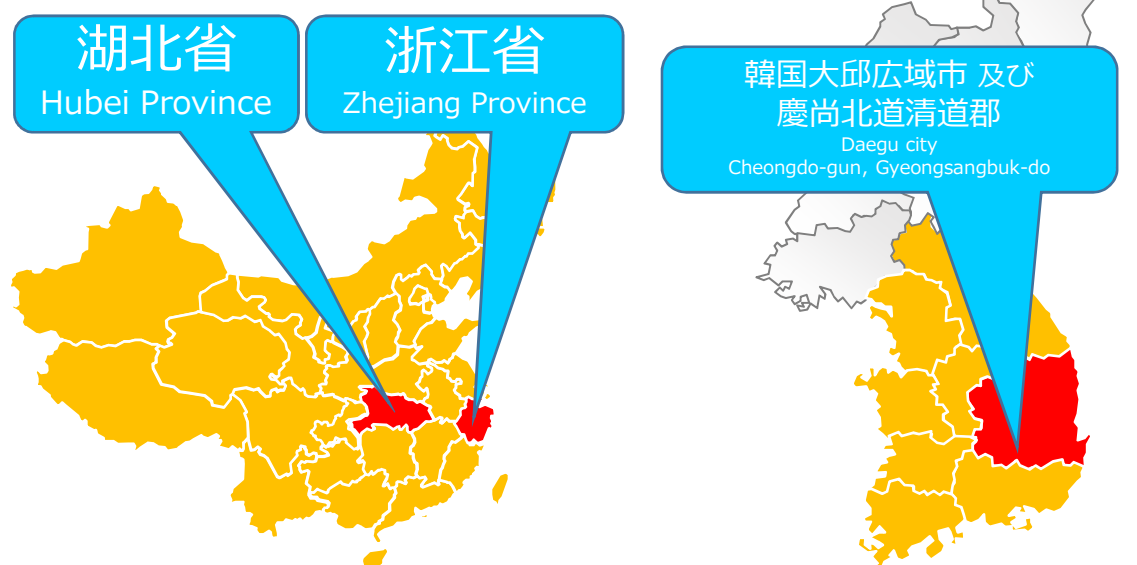 湖北省
Hubei Province
浙江省
Zhejiang Province
韓国大邱広域市 及び
慶尚北道清道郡
Daegu city
Cheongdo-gun, Gyeongsangbuk-do